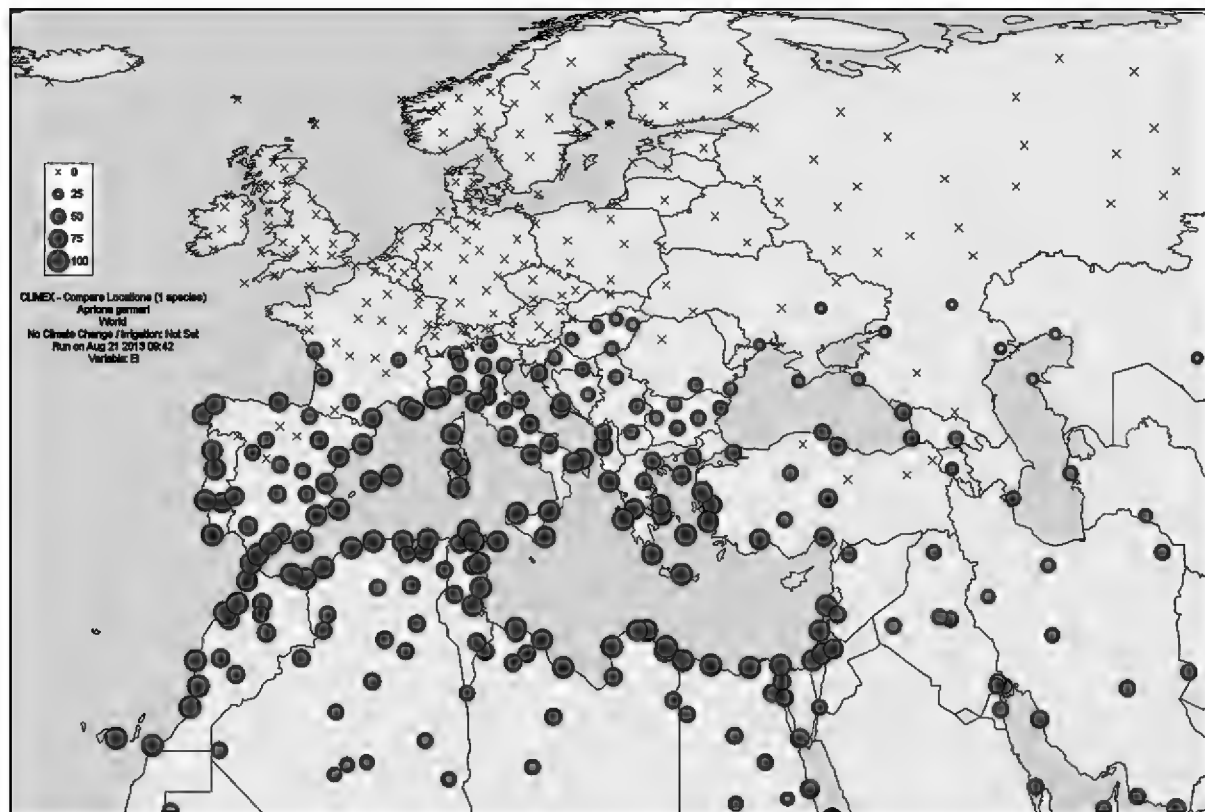 × 0
25
50
75
100
CLIMEX - Compare Locations (1 species)
Apriona germari
World
No Climate Change / Irrigation: Not Set
Run on Aug 21 2013 09:42
Variable: EI